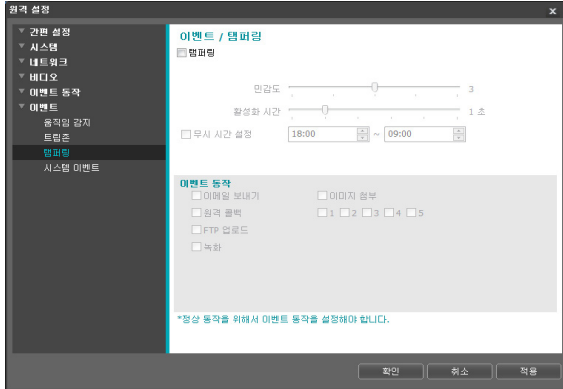 원격 설정
x
간편 설정
시스템
네트워크
비디오
이벤트 동작
이벤트
움직임 감지
트립존
탬퍼링
시스템 이벤트
이벤트 / 탬퍼링
탬퍼링
민감도 3
활성화 시간 1 초
무시 시간 설정 18:00 ~ 09:00
이벤트 동작
이메일 보내기 이미지 첨부
원격 콜백 1 2 3 4 5
FTP 업로드
녹화
*정상 동작을 위해서 이벤트 동작을 설정해야 합니다.
확인 취소 적용